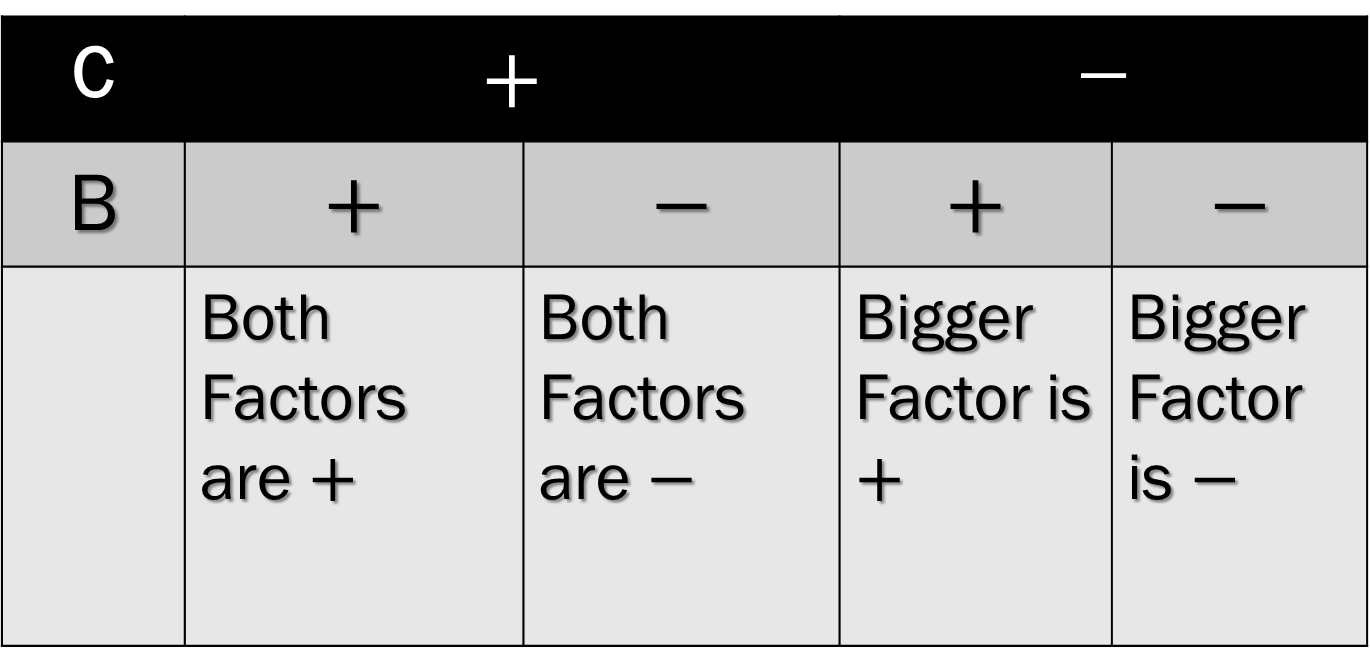 C + −
B + − + −
Both Both Bigger Bigger
Factors Factors Factor is Factor
are + are − + is −